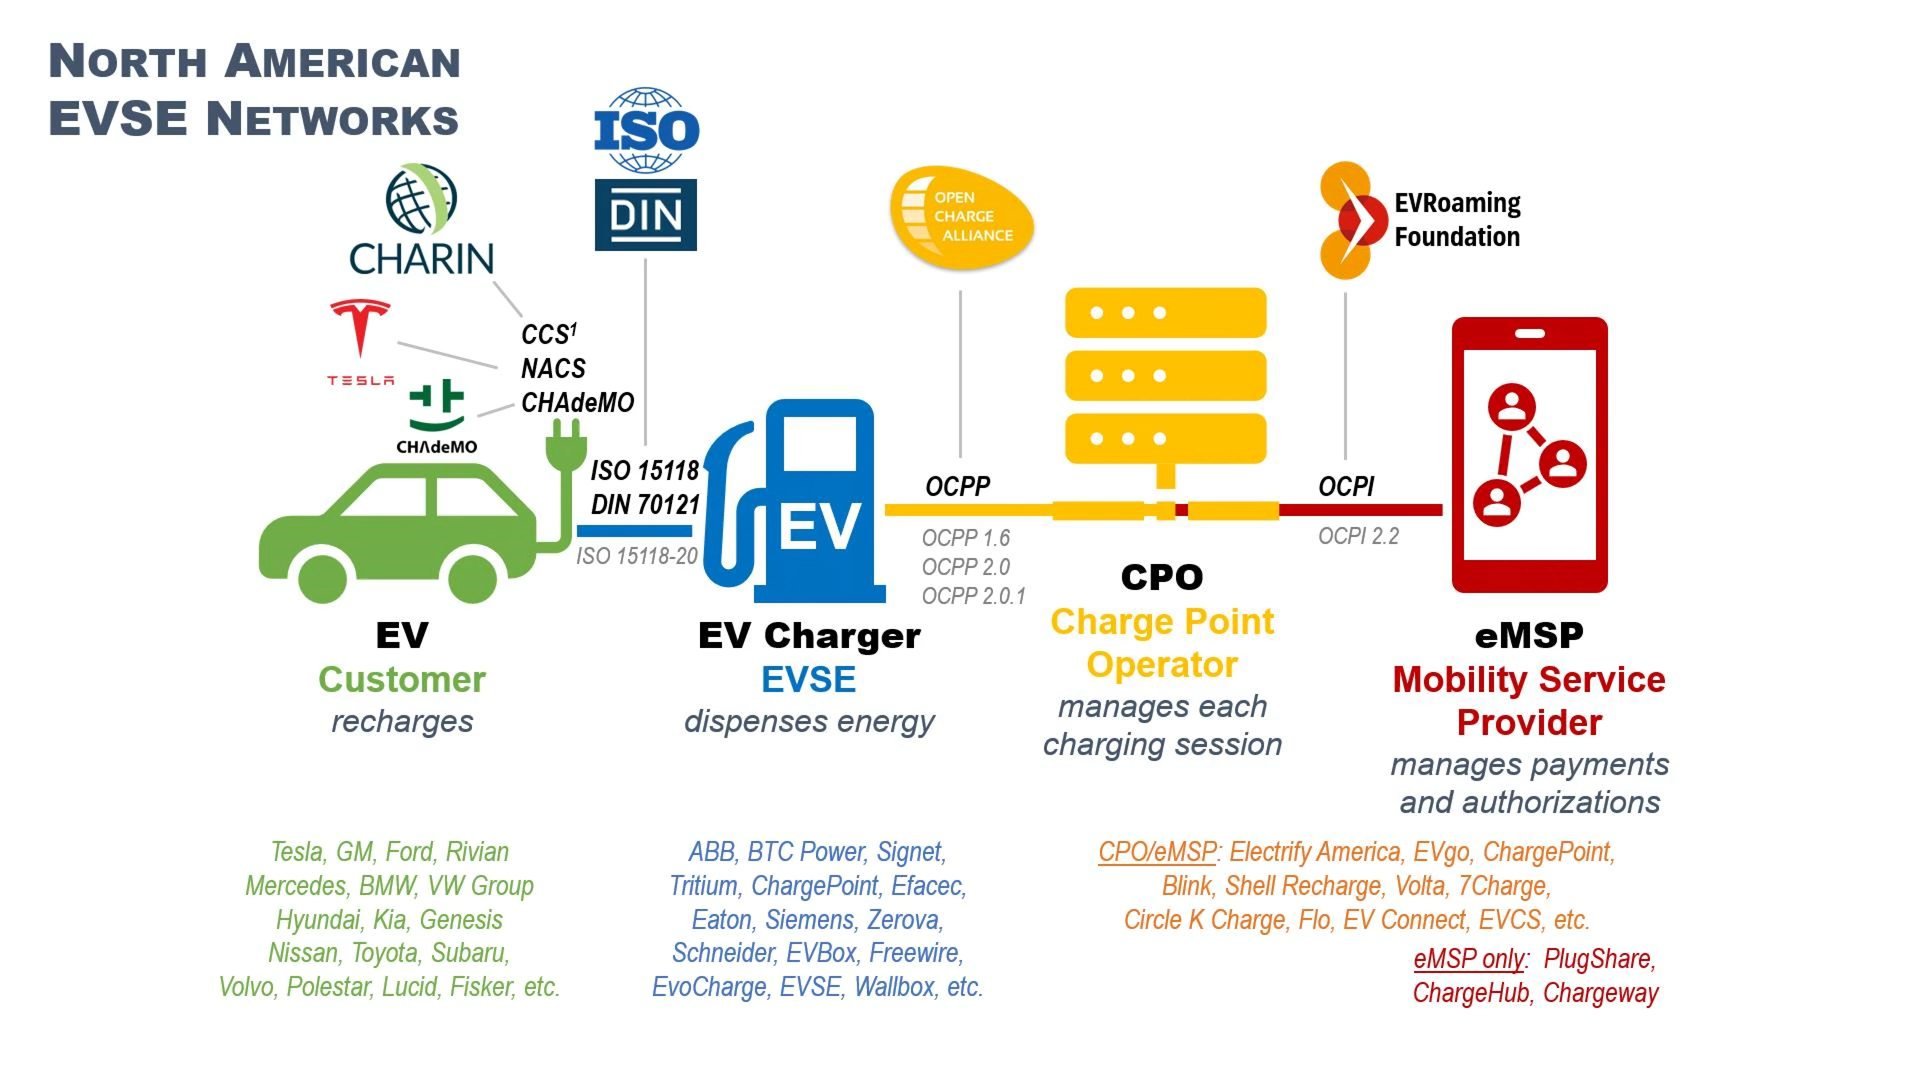 NORTH AMERICAN
EVSE NETWORKS
ISO
DIN
CHARIN
TESLA
CHΛdeMO
CCS¹
NACS
CHAdeMO
ISO 15118
DIN 70121
ISO 15118-20
OPEN
CHARGE
ALLIANCE
EVRoaming
Foundation
EV
OCPP
OCPP 1.6
OCPP 2.0
OCPP 2.0.1
OCPI
OCPI 2.2
EV
Customer
recharges
EV Charger
EVSE
dispenses energy
CPO
Charge Point
Operator
manages each
charging session
eMSP
Mobility Service
Provider
manages payments
and authorizations
Tesla, GM, Ford, Rivian
Mercedes, BMW, VW Group
Hyundai, Kia, Genesis
Nissan, Toyota, Subaru,
Volvo, Polestar, Lucid, Fisker, etc.
ABB, BTC Power, Signet,
Tritium, ChargePoint, Efacec,
Eaton, Siemens, Zerova,
Schneider, EVBox, Freewire,
EvoCharge, EVSE, Wallbox, etc.
CPO/eMSP: Electrify America, EVgo, ChargePoint,
Blink, Shell Recharge, Volta, 7Charge,
Circle K Charge, Flo, EV Connect, EVCS, etc.
eMSP only: PlugShare,
ChargeHub, Chargeway